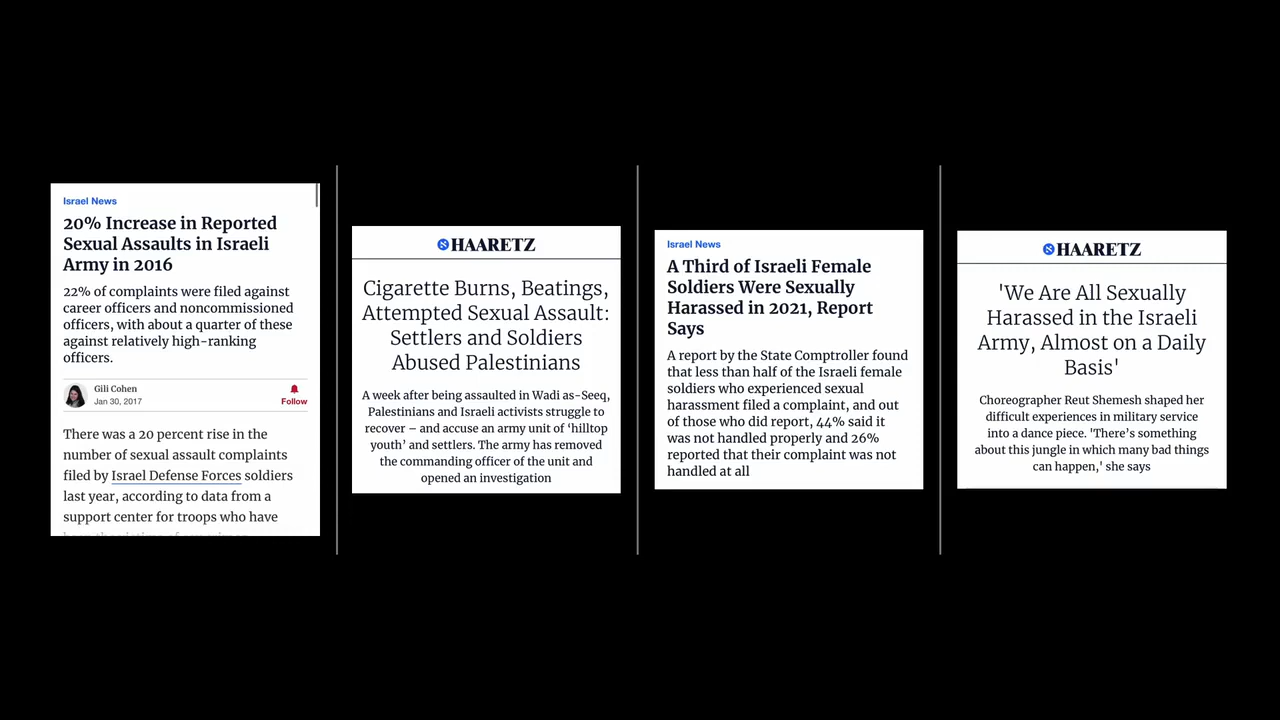 Israel News
20% Increase in Reported
Sexual Assaults in Israeli
Army in 2016
22% of complaints were filed against
career officers and noncommissioned
officers, with about a quarter of these
against relatively high-ranking
officers.
Gili Cohen
Jan 30, 2017
Follow
There was a 20 percent rise in the
number of sexual assault complaints
filed by Israel Defense Forces soldiers
last year, according to data from a
support center for troops who have
HAARETZ
Cigarette Burns, Beatings,
Attempted Sexual Assault:
Settlers and Soldiers
Abused Palestinians
A week after being assaulted in Wadi as-Seeq,
Palestinians and Israeli activists struggle to
recover – and accuse an army unit of ‘hilltop
youth’ and settlers. The army has removed
the commanding officer of the unit and
opened an investigation
Israel News
A Third of Israeli Female
Soldiers Were Sexually
Harassed in 2021, Report
Says
A report by the State Comptroller found
that less than half of the Israeli female
soldiers who experienced sexual
harassment filed a complaint, and out
of those who did report, 44% said it
was not handled properly and 26%
reported that their complaint was not
handled at all
HAARETZ
'We Are All Sexually
Harassed in the Israeli
Army, Almost on a Daily
Basis'
Choreographer Reut Shemesh shaped her
difficult experiences in military service
into a dance piece. 'There’s something
about this jungle in which many bad things
can happen,' she says